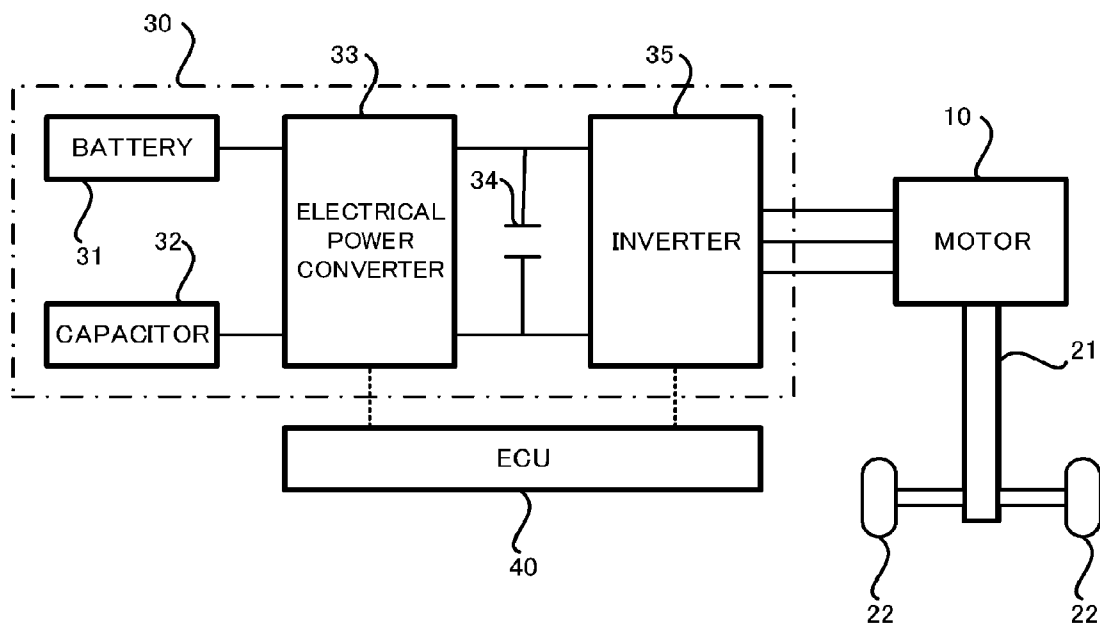 30
33
35
10
BATTERY
31
32
CAPACITOR
ELECTRICAL
POWER
CONVERTER
34
INVERTER
MOTOR
21
ECU
40
22
22